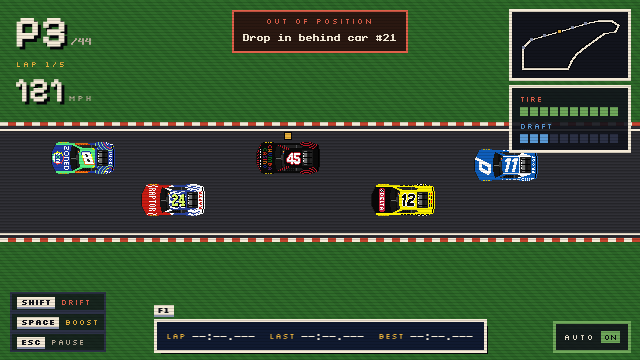 P3/44
LAP 1/5
181 MPH
OUT OF POSITION
Drop in behind car #21
TIRE
DRAFT
45
11
21
12
SHIFT DRIFT
SPACE BOOST
ESC PAUSE
F1
LAP --:--.--- LAST --:--.--- BEST --:--.---
AUTO ON